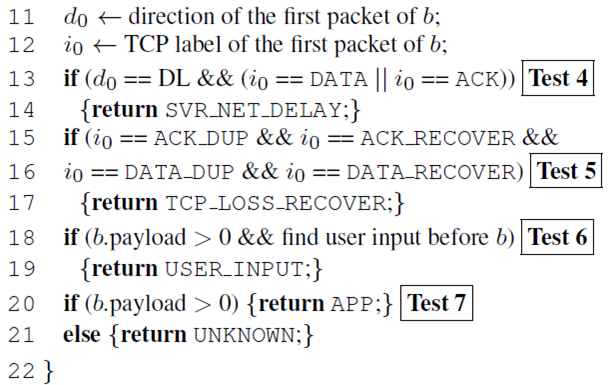 11 d₀ ← direction of the first packet of b;
12 i₀ ← TCP label of the first packet of b;
13 if (d₀ == DL && (i₀ == DATA || i₀ == ACK)) Test 4
14 {return SVR_NET_DELAY;}
15 if (i₀ == ACK_DUP && i₀ == ACK_RECOVER &&
16 i₀ == DATA_DUP && i₀ == DATA_RECOVER) Test 5
17 {return TCP_LOSS_RECOVER;}
18 if (b.payload > 0 && find user input before b) Test 6
19 {return USER_INPUT;}
20 if (b.payload > 0) {return APP;} Test 7
21 else {return UNKNOWN;}
22 }